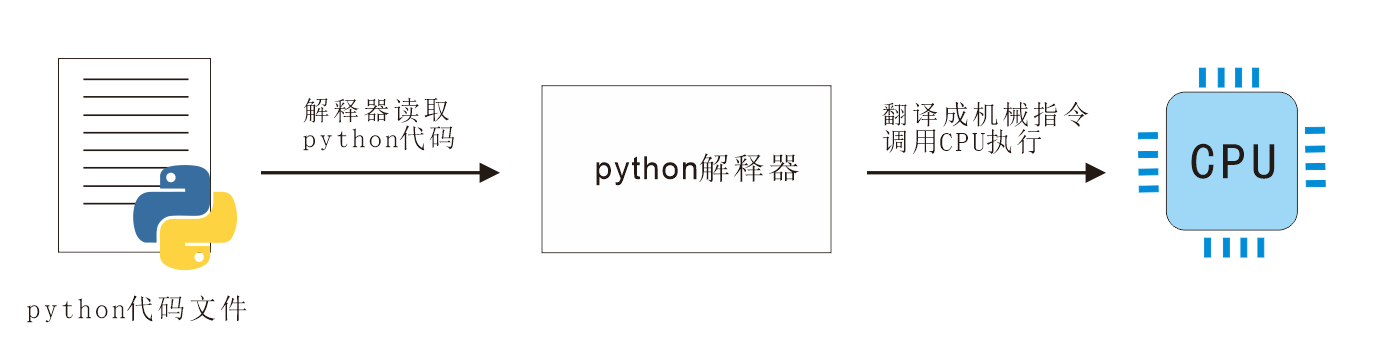 解释器读取
python代码
翻译成机械指令
调用CPU执行
python解释器
CPU
python代码文件